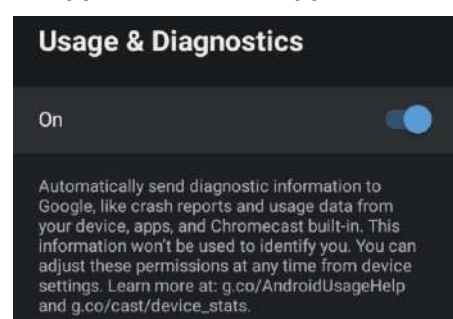 Usage & Diagnostics
On
Automatically send diagnostic information to
Google, like crash reports and usage data from
your device, apps, and Chromecast built-in. This
information won't be used to identify you. You can
adjust these permissions at any time from device
settings. Learn more at: g.co/AndroidUsageHelp
and g.co/cast/device_stats.